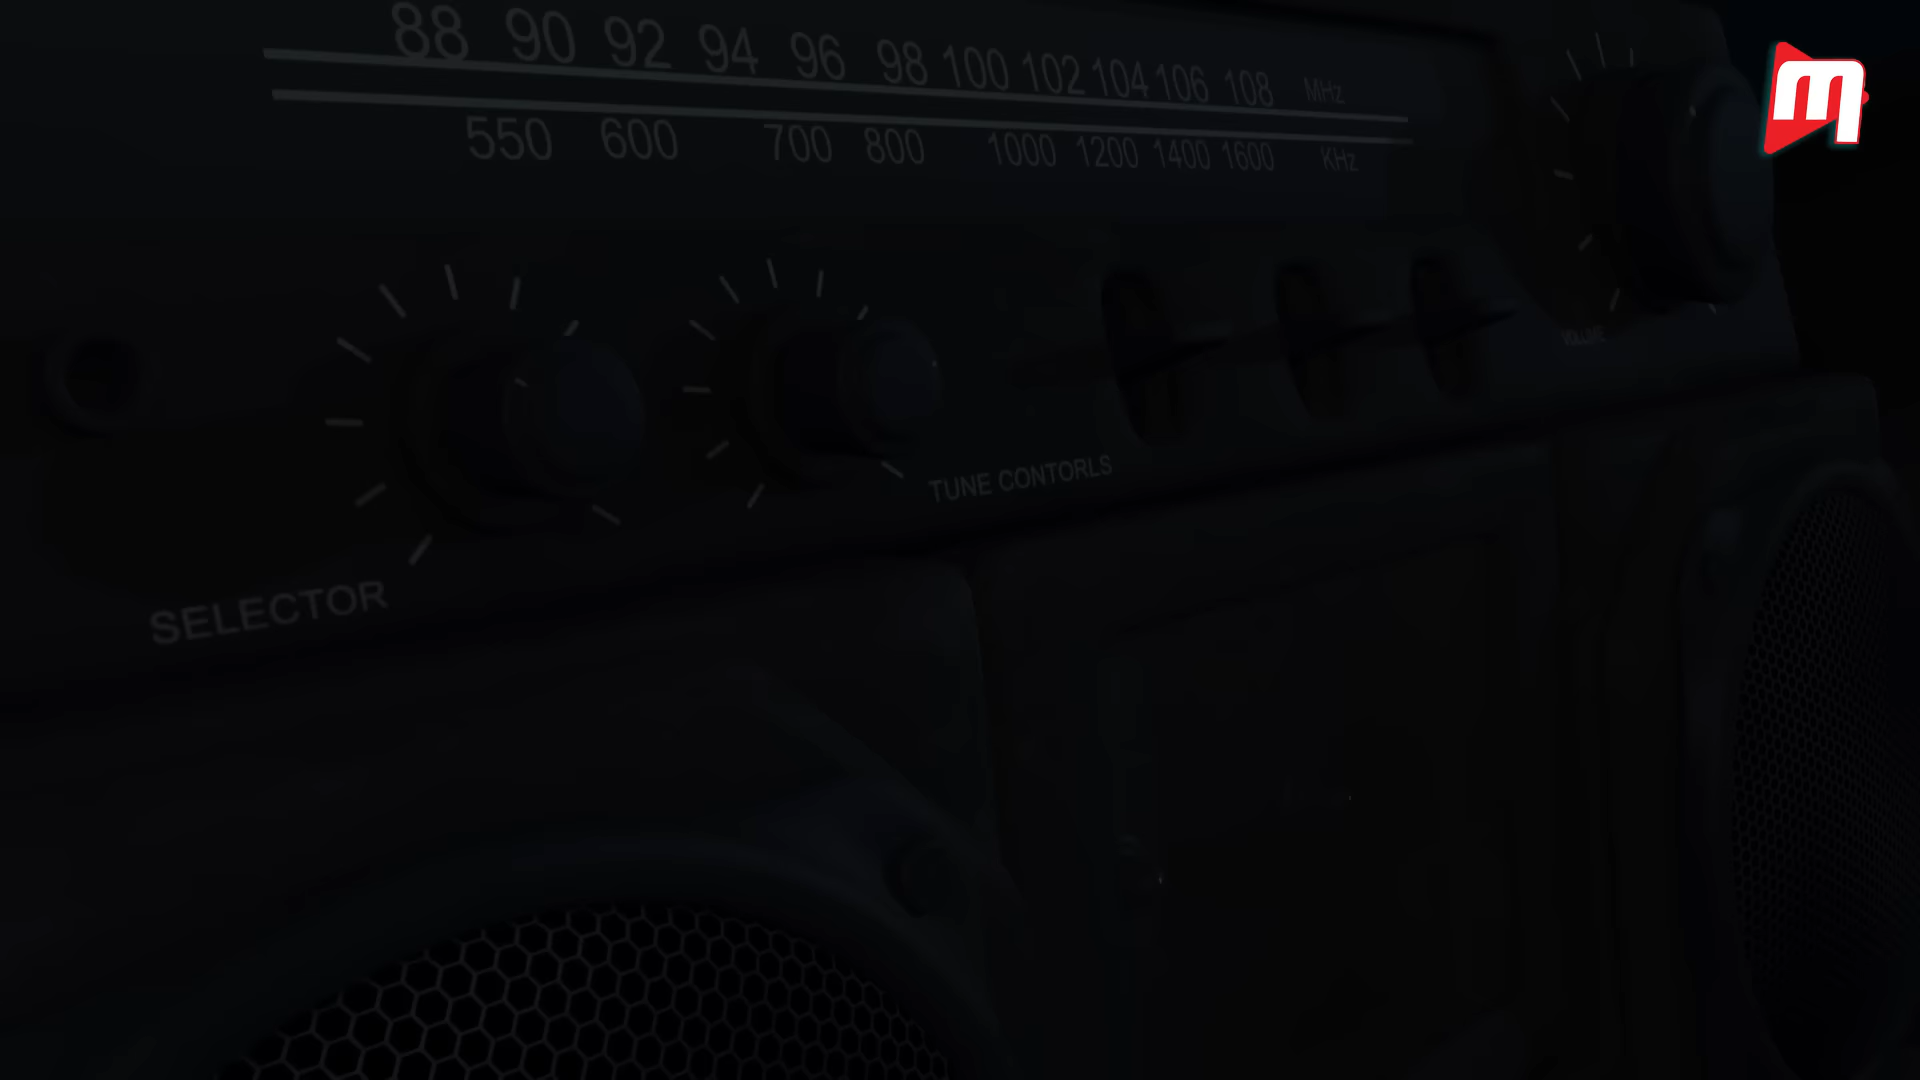 88 90 92 94 96 98 100 102 104 106 108 MHz
550 600 700 800 1000 1200 1400 1600 KHz
VOLUME
TUNE CONTORLS
SELECTOR
m